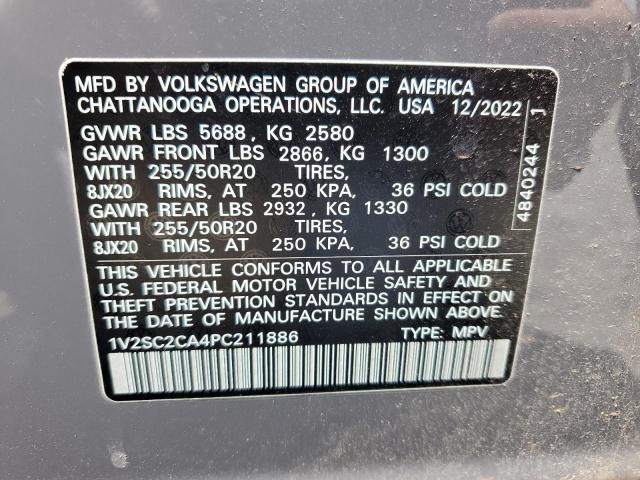 MFD BY VOLKSWAGEN GROUP OF AMERICA
CHATTANOOGA OPERATIONS, LLC. USA 12/2022
GVWR LBS 5688, KG 2580
GAWR FRONT LBS 2866, KG 1300
WITH 255/50R20 TIRES,
8JX20 RIMS, AT 250 KPA, 36 PSI COLD
GAWR REAR LBS 2932, KG 1330
WITH 255/50R20 TIRES,
8JX20 RIMS, AT 250 KPA, 36 PSI COLD
THIS VEHICLE CONFORMS TO ALL APPLICABLE
U.S. FEDERAL MOTOR VEHICLE SAFETY AND
THEFT PREVENTION STANDARDS IN EFFECT ON
THE DATE OF MANUFACTURE SHOWN ABOVE.
1V2SC2CA4PC211886 TYPE: MPV
4840244 1